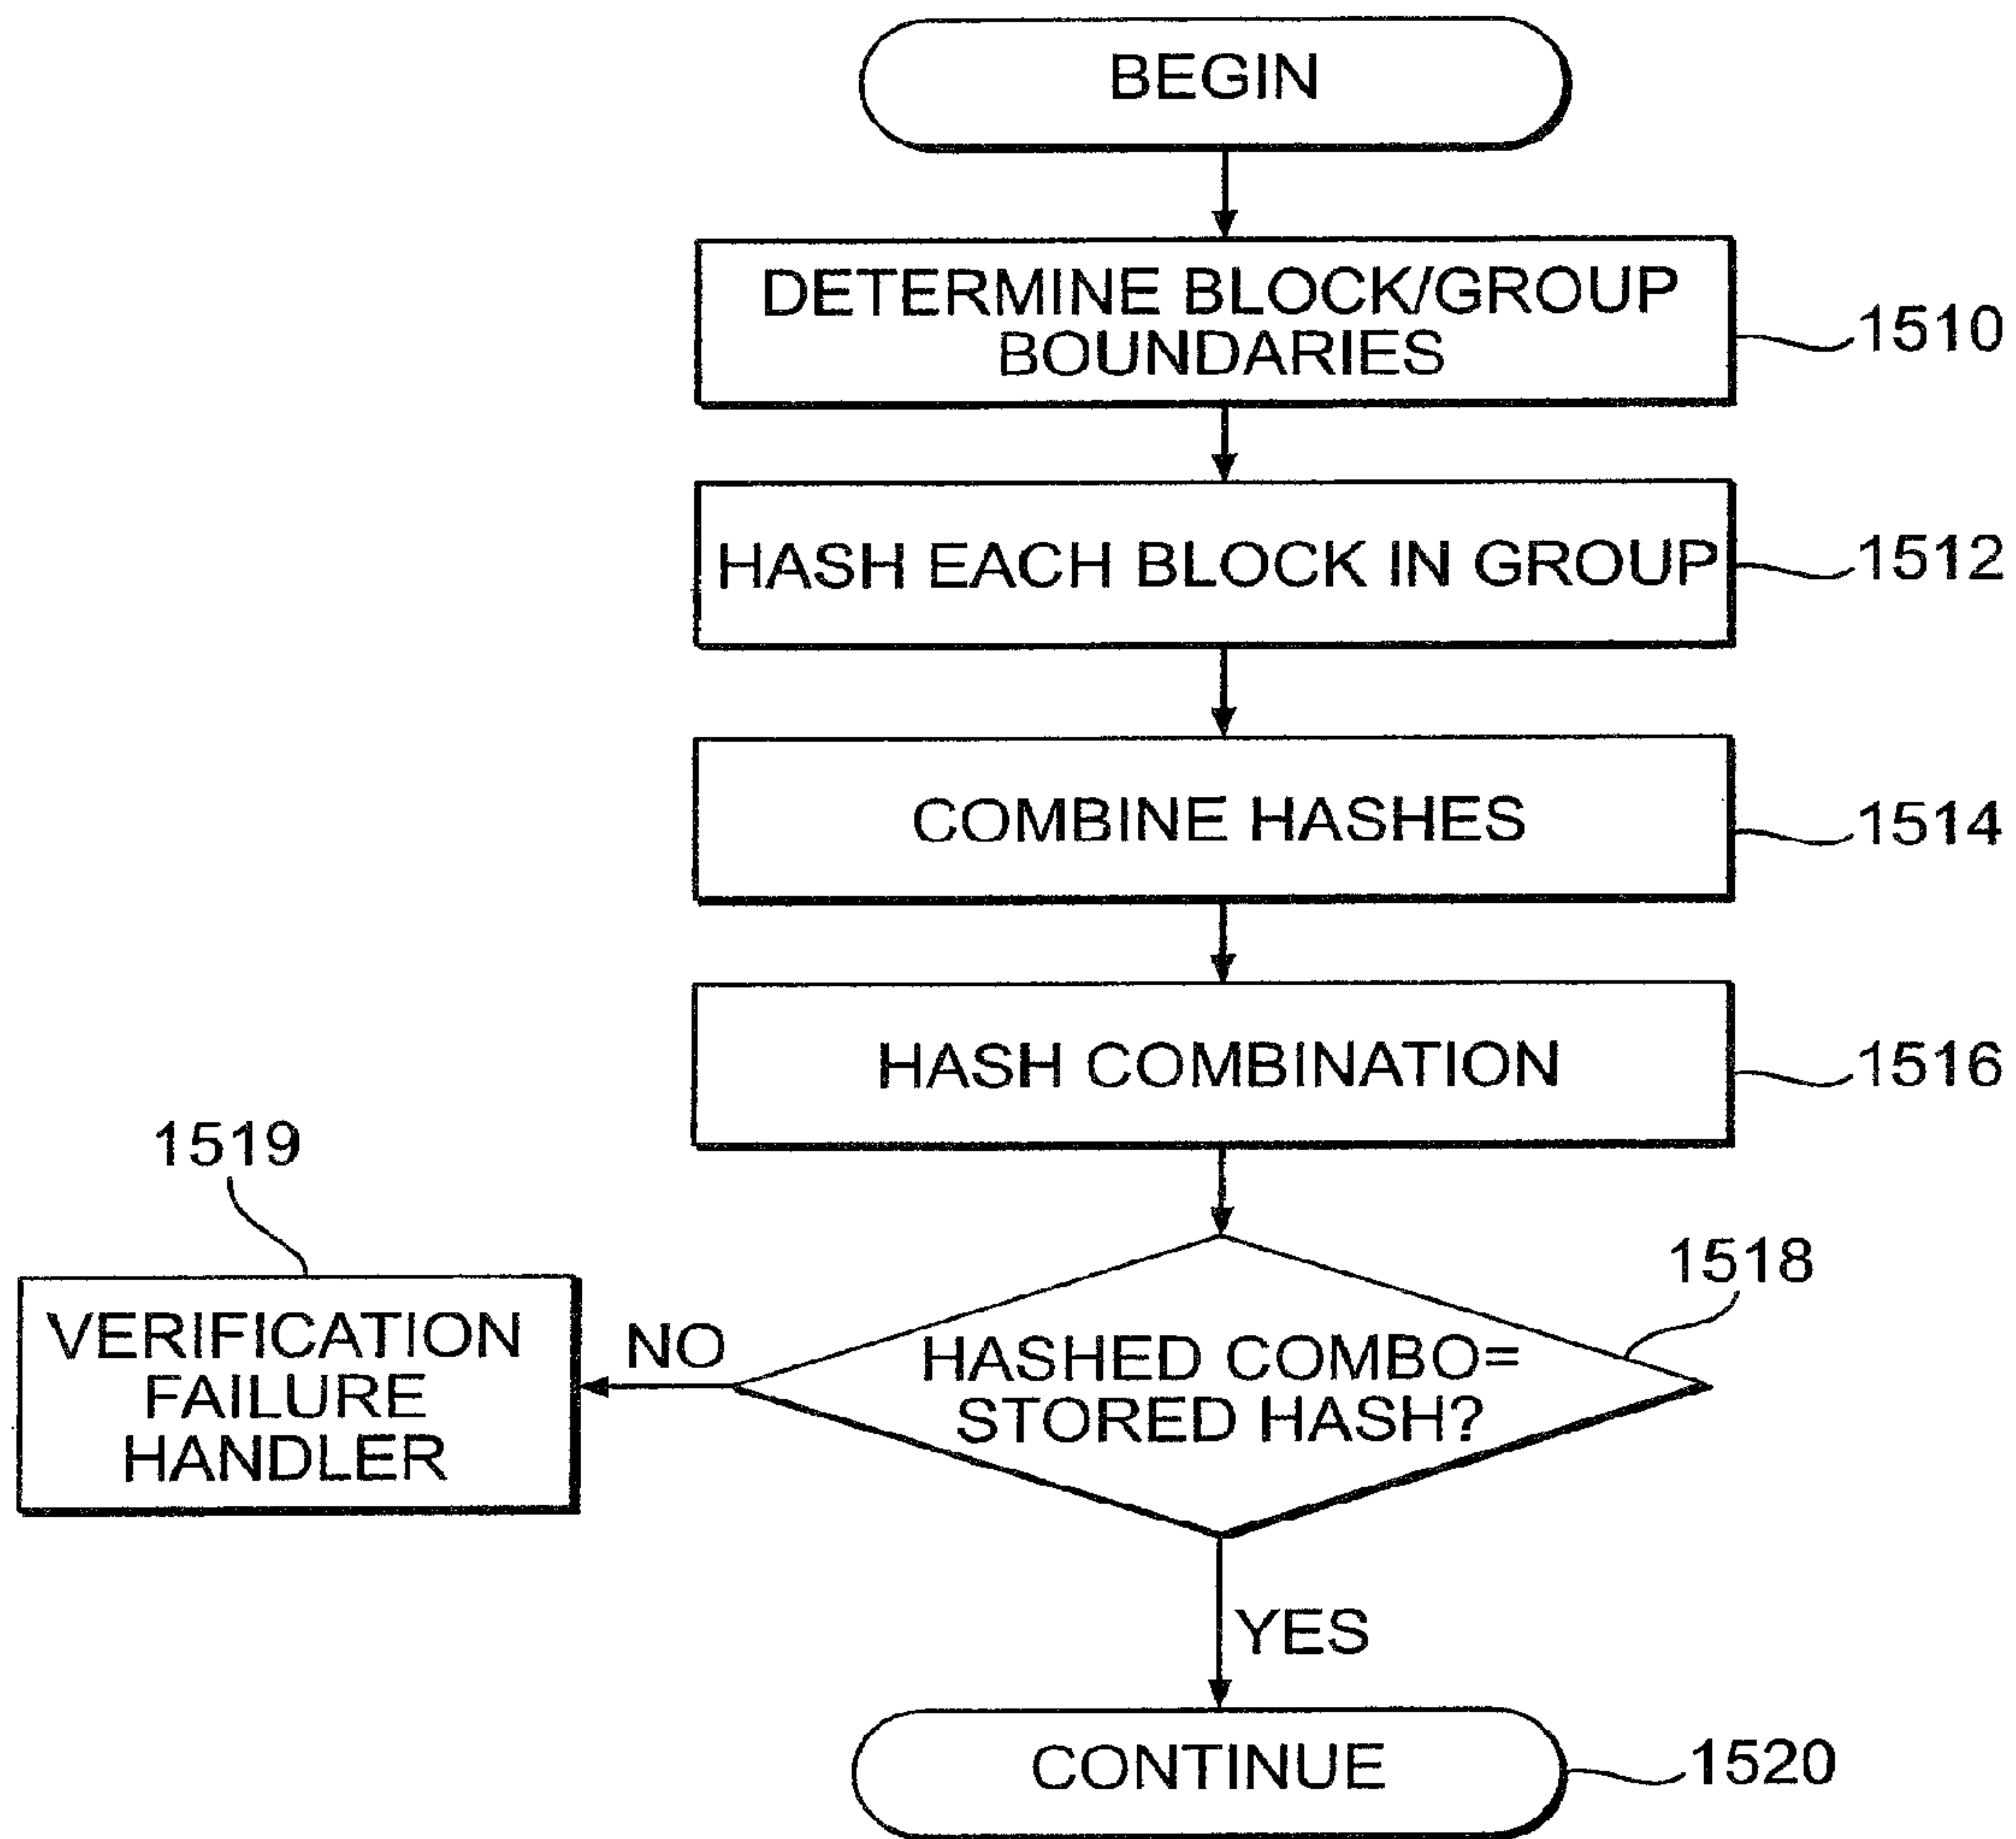 BEGIN
DETERMINE BLOCK/GROUP
BOUNDARIES
1510
HASH EACH BLOCK IN GROUP
1512
COMBINE HASHES
1514
HASH COMBINATION
1516
1519
1518
VERIFICATION
FAILURE
HANDLER
NO
HASHED COMBO=
STORED HASH?
YES
CONTINUE
1520